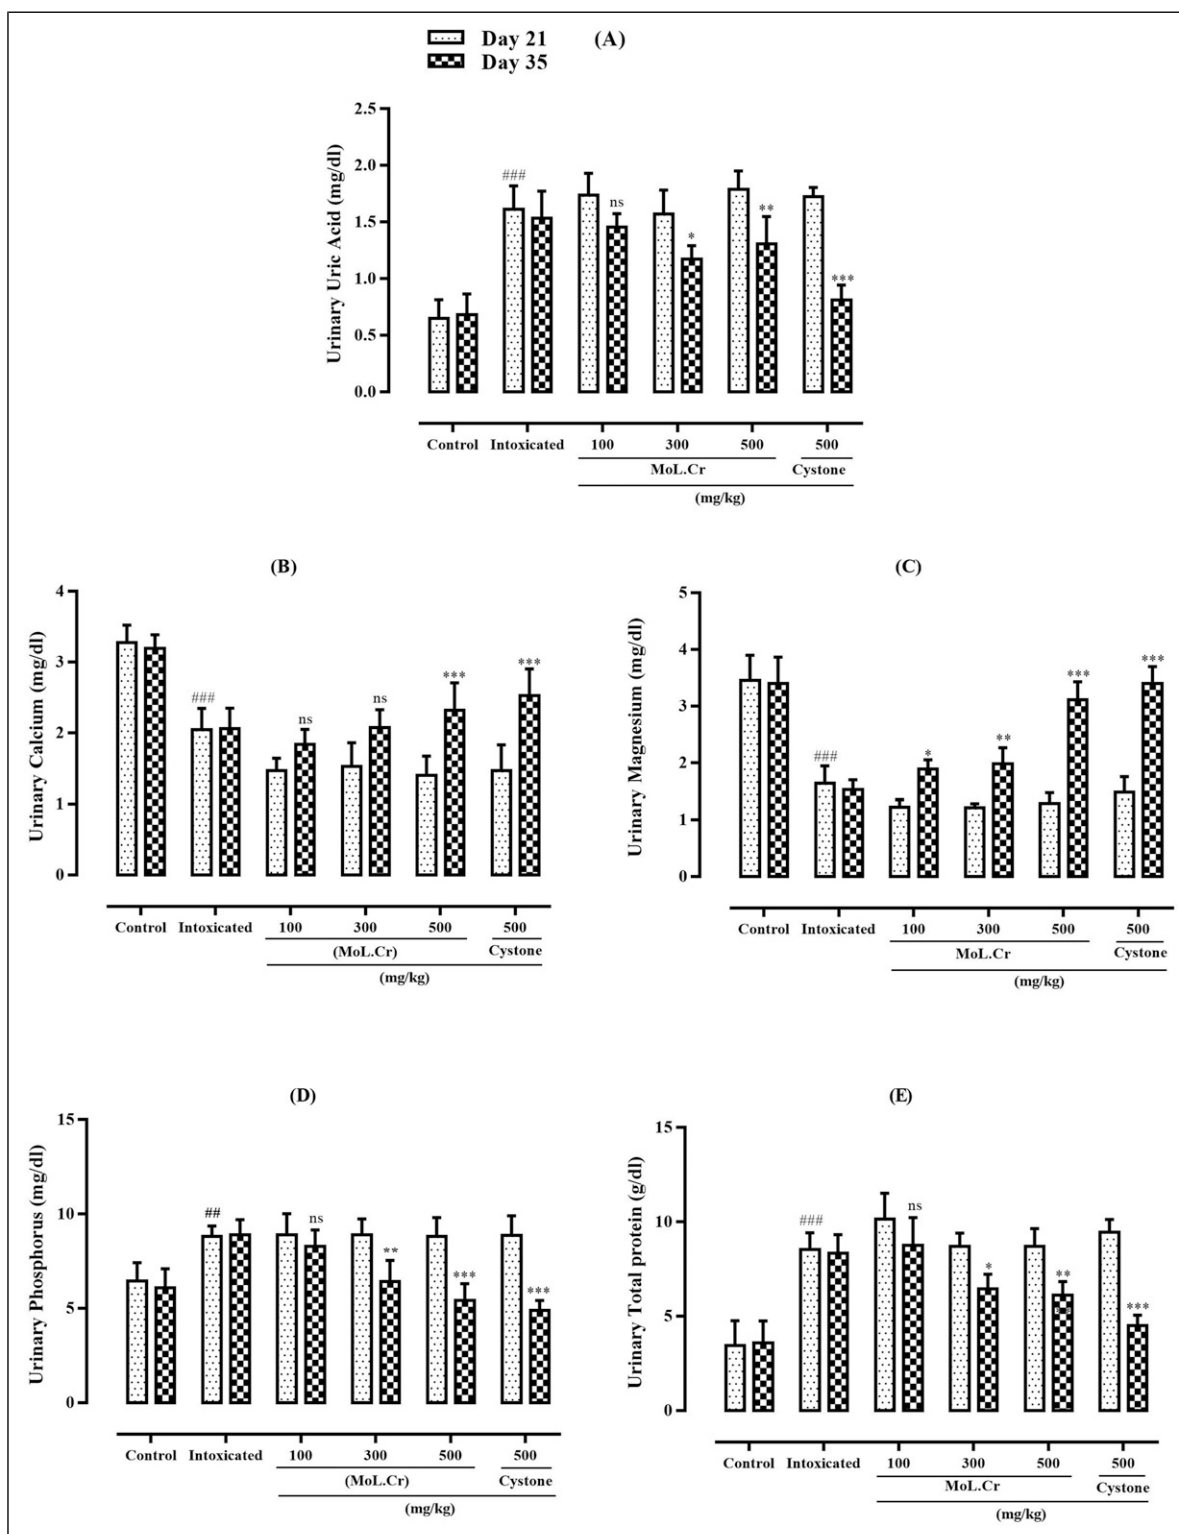 Day 21 (A)
Day 35
Urinary Uric Acid (mg/dl)
2.5
2.0
1.5
1.0
0.5
0.0
###
ns
*
**
***
Control Intoxicated 100 300 500 500
MoL.Cr Cystone
(mg/kg)
(B)
Urinary Calcium (mg/dl)
4
3
2
1
0
###
ns
ns
***
***
Control Intoxicated 100 300 500 500
(MoL.Cr) Cystone
(mg/kg)
(C)
Urinary Magnesium (mg/dl)
5
4
3
2
1
0
###
*
**
***
***
Control Intoxicated 100 300 500 500
MoL.Cr Cystone
(mg/kg)
(D)
Urinary Phosphorus (mg/dl)
15
10
5
0
##
ns
**
***
***
Control Intoxicated 100 300 500 500
(MoL.Cr) Cystone
(mg/kg)
(E)
Urinary Total protein (g/dl)
15
10
5
0
###
ns
*
**
***
Control Intoxicated 100 300 500 500
MoL.Cr Cystone
(mg/kg)